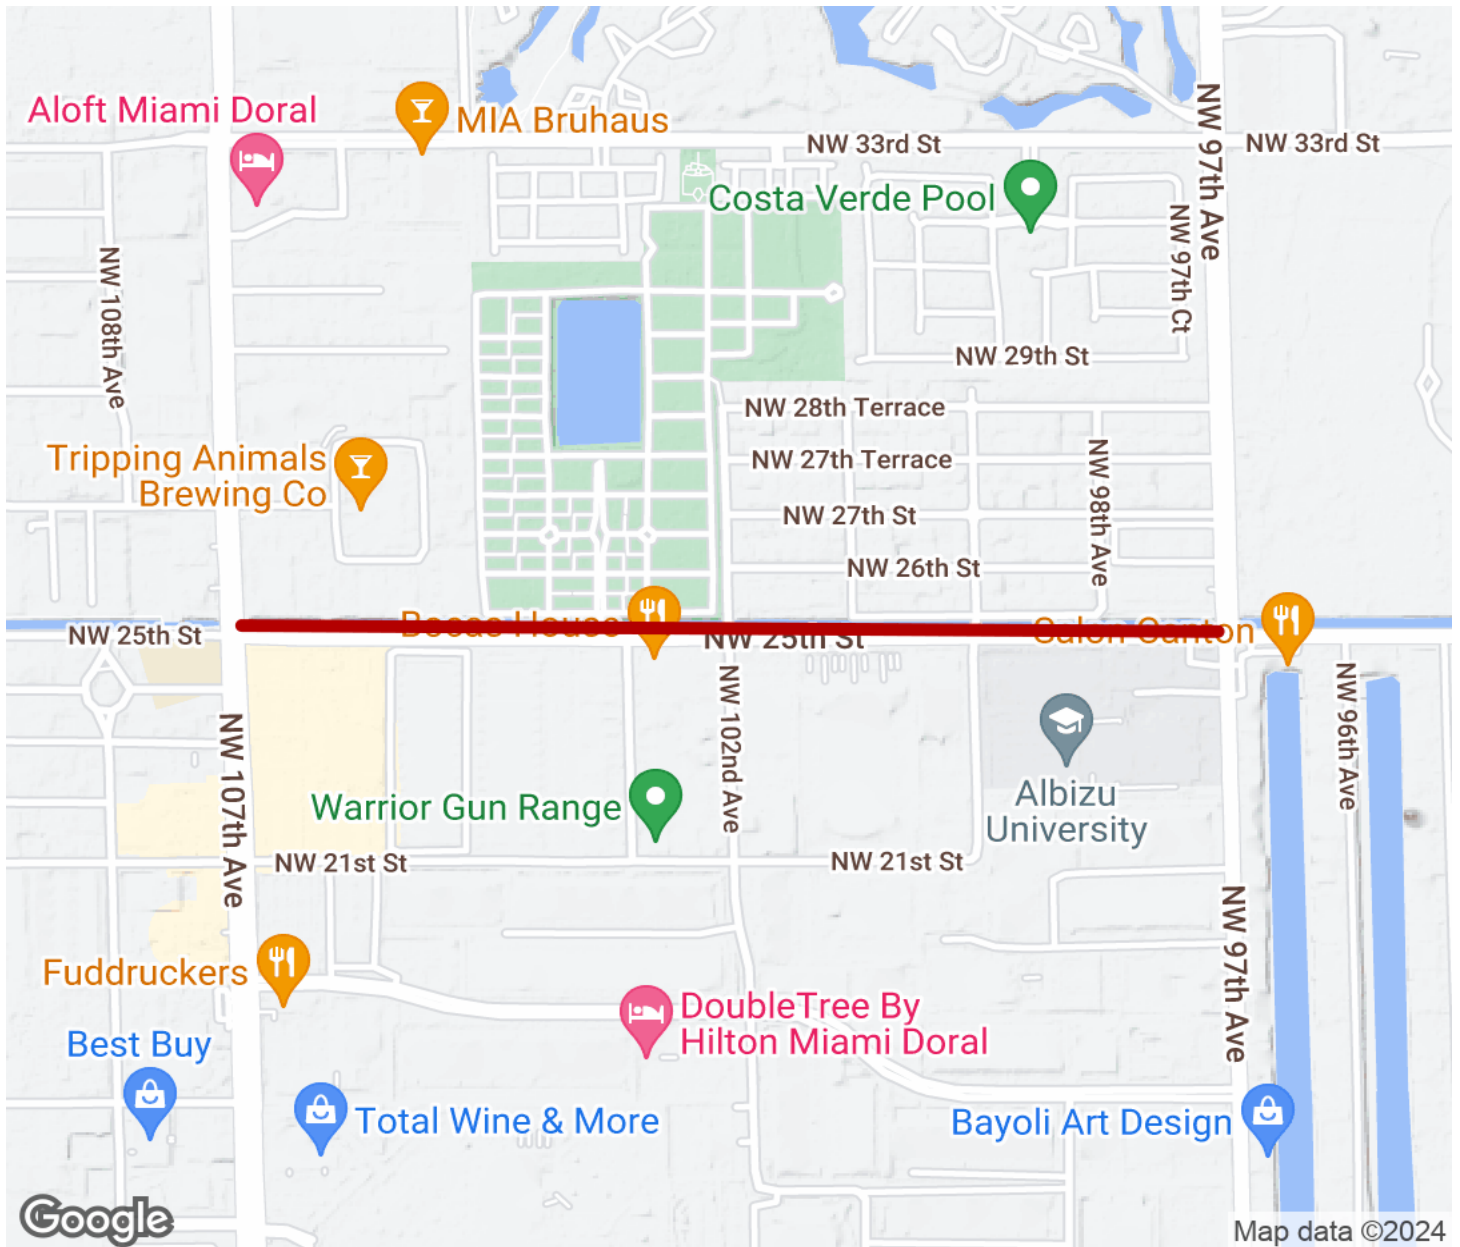 Aloft Miami Doral
MIA Bruhaus
NW 33rd St
NW 97th Ave
NW 33rd St
Costa Verde Pool
NW 97th Ct
NW 108th Ave
NW 29th St
NW 28th Terrace
Tripping Animals
Brewing Co
NW 27th Terrace
NW 98th Ave
NW 27th St
NW 26th St
NW 25th St
NW 25th St
NW 102nd Ave
NW 96th Ave
NW 107th Ave
Albizu
University
Warrior Gun Range
NW 21st St
NW 21st St
NW 97th Ave
Fuddruckers
DoubleTree By
Hilton Miami Doral
Best Buy
Total Wine & More
Bayoli Art Design
Google
Map data ©2024